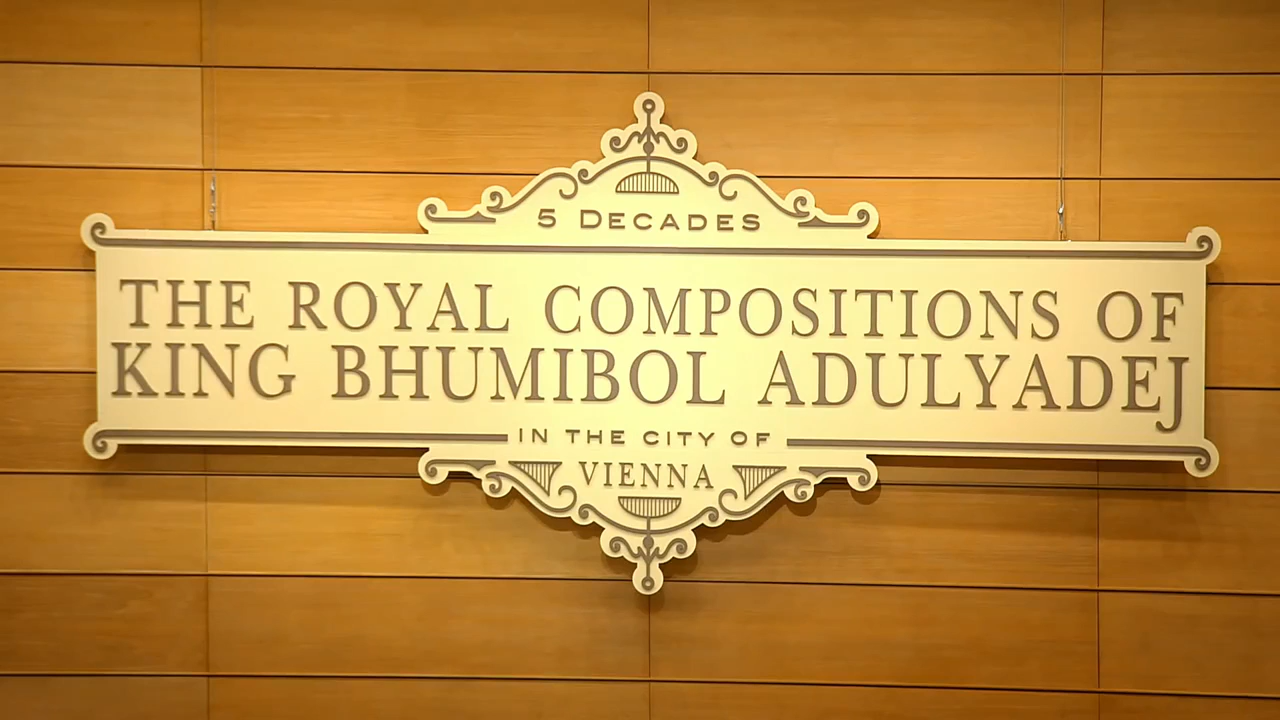 5 DECADES
THE ROYAL COMPOSITIONS OF
KING BHUMIBOL ADULYADEJ
IN THE CITY OF
VIENNA